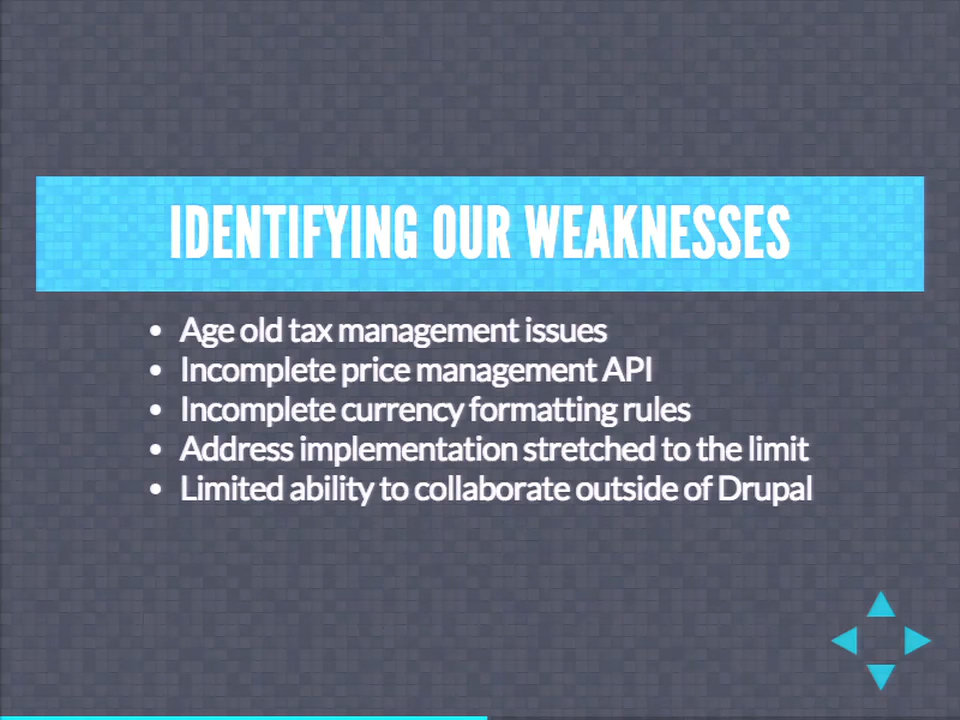 IDENTIFYING OUR WEAKNESSES
• Age old tax management issues
• Incomplete price management API
• Incomplete currency formatting rules
• Address implementation stretched to the limit
• Limited ability to collaborate outside of Drupal